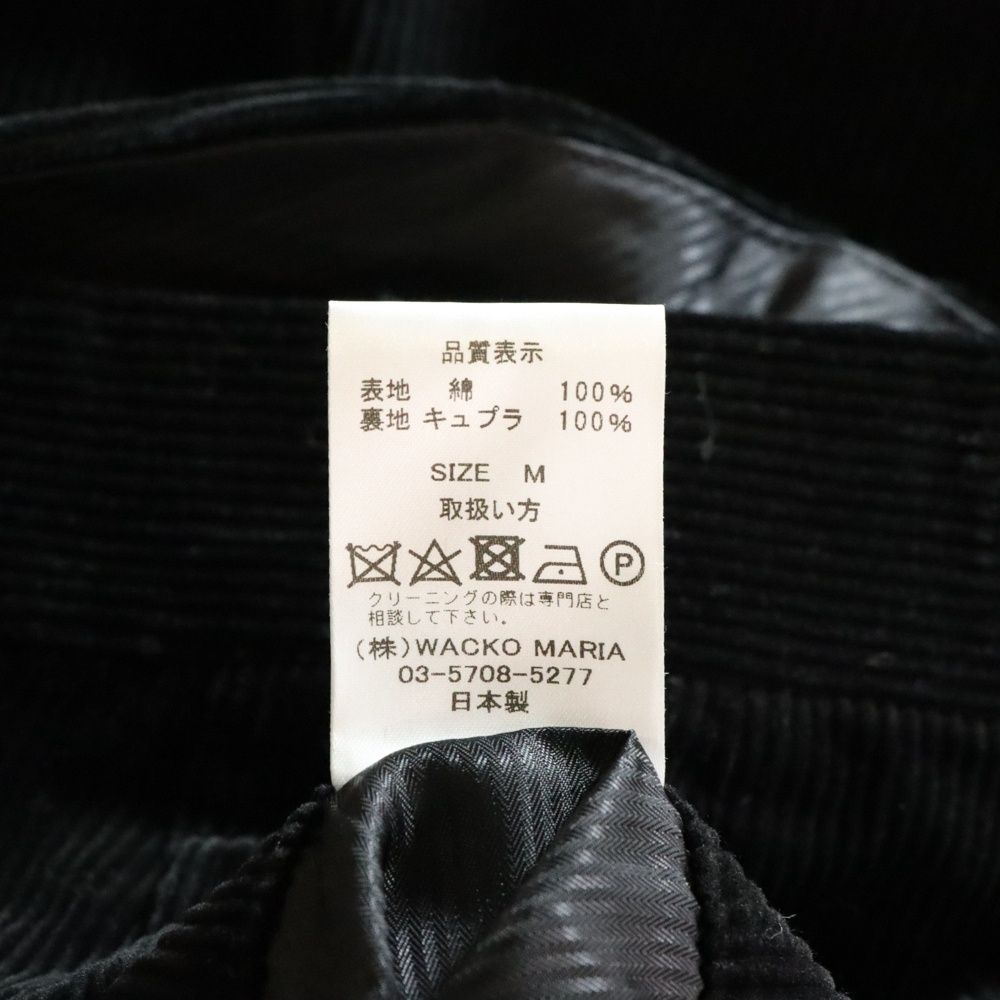 品質表示
表地 綿 100%
裏地 キュプラ 100%
SIZE M
取扱い方
P
クリーニングの際は専門店と
相談して下さい。
(株)WACKO MARIA
03-5708-5277
日本製